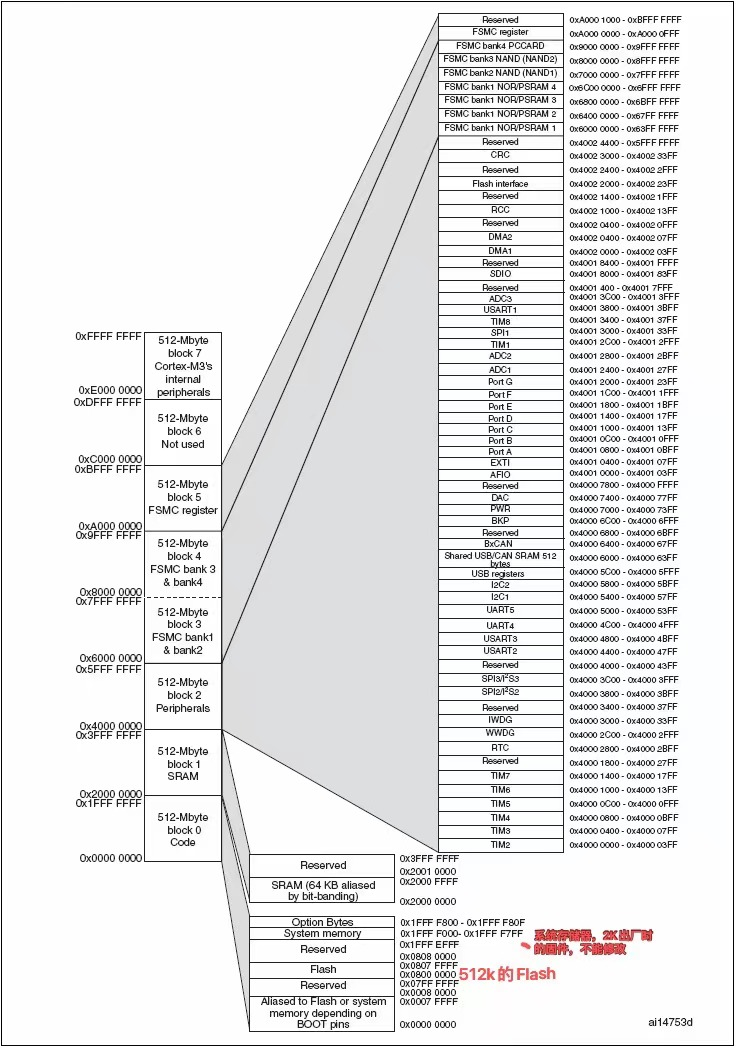 Reserved 0xA000 1000 - 0xBFFF FFFF
FSMC register 0xA000 0000 - 0xA000 0FFF
FSMC bank4 PCCARD 0x9000 0000 - 0x9FFF FFFF
FSMC bank3 NAND (NAND2) 0x8000 0000 - 0x8FFF FFFF
FSMC bank2 NAND (NAND1) 0x7000 0000 - 0x7FFF FFFF
FSMC bank1 NOR/PSRAM 4 0x6C00 0000 - 0x6FFF FFFF
FSMC bank1 NOR/PSRAM 3 0x6800 0000 - 0x6BFF FFFF
FSMC bank1 NOR/PSRAM 2 0x6400 0000 - 0x67FF FFFF
FSMC bank1 NOR/PSRAM 1 0x6000 0000 - 0x63FF FFFF
Reserved 0x4002 4400 - 0x5FFF FFFF
CRC 0x4002 3000 - 0x4002 33FF
Reserved 0x4002 2400 - 0x4002 2FFF
Flash interface 0x4002 2000 - 0x4002 23FF
Reserved 0x4002 1400 - 0x4002 1FFF
RCC 0x4002 1000 - 0x4002 13FF
Reserved 0x4002 0400 - 0x4002 0FFF
DMA2 0x4002 0400 - 0x4002 07FF
DMA1 0x4002 0000 - 0x4002 03FF
Reserved 0x4001 8400 - 0x4001 FFFF
SDIO 0x4001 8000 - 0x4001 83FF
Reserved 0x4001 400 - 0x4001 7FFF
ADC3 0x4001 3C00 - 0x4001 3FFF
USART1 0x4001 3800 - 0x4001 3BFF
TIM8 0x4001 3400 - 0x4001 37FF
SPI1 0x4001 3000 - 0x4001 33FF
TIM1 0x4001 2C00 - 0x4001 2FFF
ADC2 0x4001 2800 - 0x4001 2BFF
ADC1 0x4001 2400 - 0x4001 27FF
Port G 0x4001 2000 - 0x4001 23FF
Port F 0x4001 1C00 - 0x4001 1FFF
Port E 0x4001 1800 - 0x4001 1BFF
Port D 0x4001 1400 - 0x4001 17FF
Port C 0x4001 1000 - 0x4001 13FF
Port B 0x4001 0C00 - 0x4001 0FFF
Port A 0x4001 0800 - 0x4001 0BFF
EXTI 0x4001 0400 - 0x4001 07FF
AFIO 0x4001 0000 - 0x4001 03FF
Reserved 0x4000 7800 - 0x4000 FFFF
DAC 0x4000 7400 - 0x4000 77FF
PWR 0x4000 7000 - 0x4000 73FF
BKP 0x4000 6C00 - 0x4000 6FFF
Reserved 0x4000 6800 - 0x4000 6BFF
BxCAN 0x4000 6400 - 0x4000 67FF
Shared USB/CAN SRAM 512 0x4000 6000 - 0x4000 63FF
bytes
USB registers 0x4000 5C00 - 0x4000 5FFF
I2C2 0x4000 5800 - 0x4000 5BFF
I2C1 0x4000 5400 - 0x4000 57FF
UART5 0x4000 5000 - 0x4000 53FF
UART4 0x4000 4C00 - 0x4000 4FFF
USART3 0x4000 4800 - 0x4000 4BFF
USART2 0x4000 4400 - 0x4000 47FF
Reserved 0x4000 4000 - 0x4000 43FF
SPI3/I²S3 0x4000 3C00 - 0x4000 3FFF
SPI2/I²S2 0x4000 3800 - 0x4000 3BFF
Reserved 0x4000 3400 - 0x4000 37FF
IWDG 0x4000 3000 - 0x4000 33FF
WWDG 0x4000 2C00 - 0x4000 2FFF
RTC 0x4000 2800 - 0x4000 2BFF
Reserved 0x4000 1800 - 0x4000 27FF
TIM7 0x4000 1400 - 0x4000 17FF
TIM6 0x4000 1000 - 0x4000 13FF
TIM5 0x4000 0C00 - 0x4000 0FFF
TIM4 0x4000 0800 - 0x4000 0BFF
TIM3 0x4000 0400 - 0x4000 07FF
TIM2 0x4000 0000 - 0x4000 03FF
0xFFFF FFFF
512-Mbyte
block 7
Cortex-M3's
internal
peripherals
0xE000 0000
0xDFFF FFFF
512-Mbyte
block 6
Not used
0xC000 0000
0xBFFF FFFF
512-Mbyte
block 5
FSMC register
0xA000 0000
0x9FFF FFFF
512-Mbyte
block 4
FSMC bank 3
& bank4
0x8000 0000
0x7FFF FFFF
512-Mbyte
block 3
FSMC bank1
& bank2
0x6000 0000
0x5FFF FFFF
512-Mbyte
block 2
Peripherals
0x4000 0000
0x3FFF FFFF
512-Mbyte
block 1
SRAM
0x2000 0000
0x1FFF FFFF
512-Mbyte
block 0
Code
0x0000 0000
0x3FFF FFFF
Reserved
0x2001 0000
0x2000 FFFF
SRAM (64 KB aliased
by bit-banding)
0x2000 0000
Option Bytes 0x1FFF F800 - 0x1FFF F80F
System memory 0x1FFF F000- 0x1FFF F7FF
系统存储器，2K出厂时
的固件，不能修改
0x1FFF EFFF
Reserved
0x0808 0000
0x0807 FFFF
Flash
0x0800 0000
512k的Flash
0x07FF FFFF
Reserved
0x0008 0000
0x0007 FFFF
Aliased to Flash or system
memory depending on
BOOT pins
0x0000 0000
ai14753d